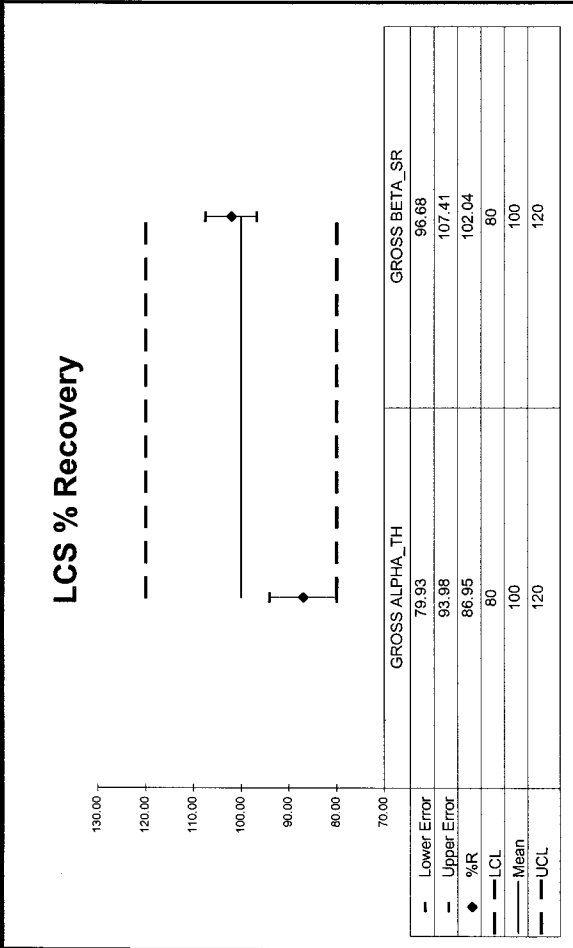 LCS % Recovery
130.00
120.00
110.00
100.00
90.00
80.00
70.00
GROSS ALPHA_TH GROSS BETA_SR
Lower Error 79.93 96.68
Upper Error 93.98 107.41
%R 86.95 102.04
LCL 80 80
Mean 100 100
UCL 120 120